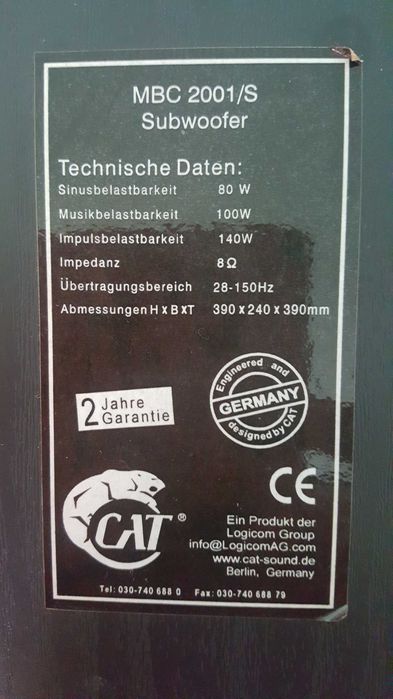 MBC 2001/S
Subwoofer
Technische Daten:
Sinusbelastbarkeit 80 W
Musikbelastbarkeit 100W
Impulsbelastbarkeit 140W
Impedanz 8Ω
Übertragungsbereich 28-150Hz
Abmessungen H x B x T 390 x 240 x 390mm
2 Jahre
Garantie
Engineered and
GERMANY
designed by CAT
CAT ®
CE
Ein Produkt der
Logicom Group
info@LogicomAG.com
www.cat-sound.de
Berlin, Germany
Tel: 030-740 688 0 Fax: 030-740 688 79